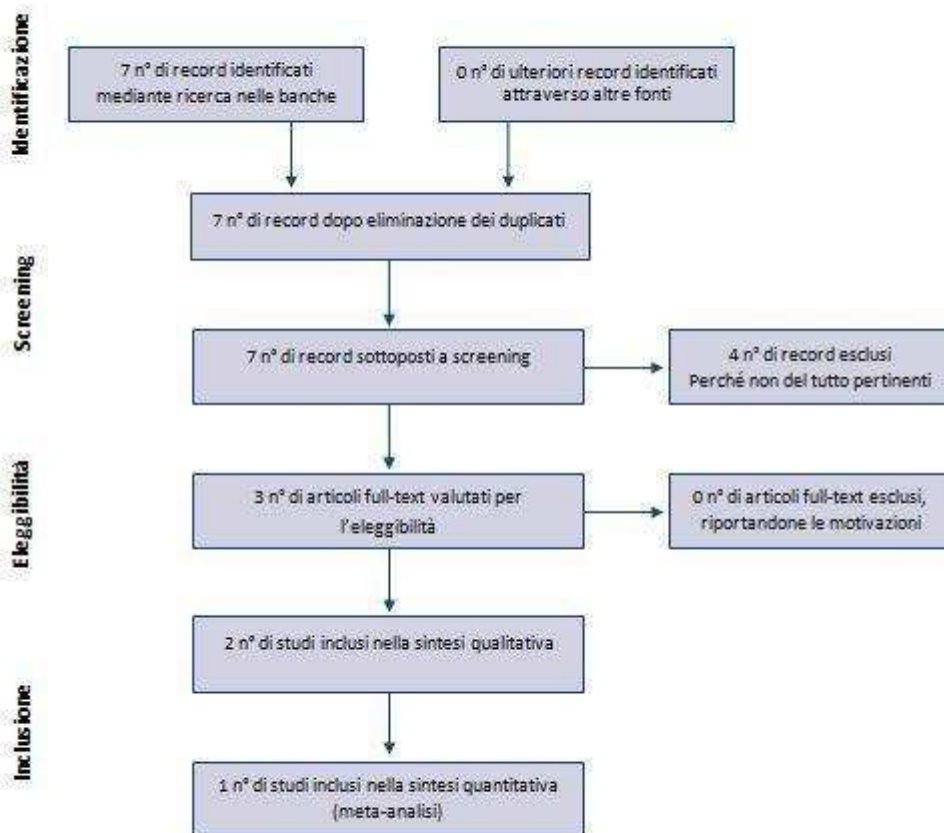 Identificazione
7 n° di record identificati
mediante ricerca nelle banche
0 n° di ulteriori record identificati
attraverso altre fonti
7 n° di record dopo eliminazione dei duplicati
Screening
7 n° di record sottoposti a screening
4 n° di record esclusi
Perché non del tutto pertinenti
Eleggibilità
3 n° di articoli full-text valutati per
l'eleggibilità
0 n° di articoli full-text esclusi,
riportandone le motivazioni
2 n° di studi inclusi nella sintesi qualitativa
Inclusione
1 n° di studi inclusi nella sintesi quantitativa
(meta-analisi)